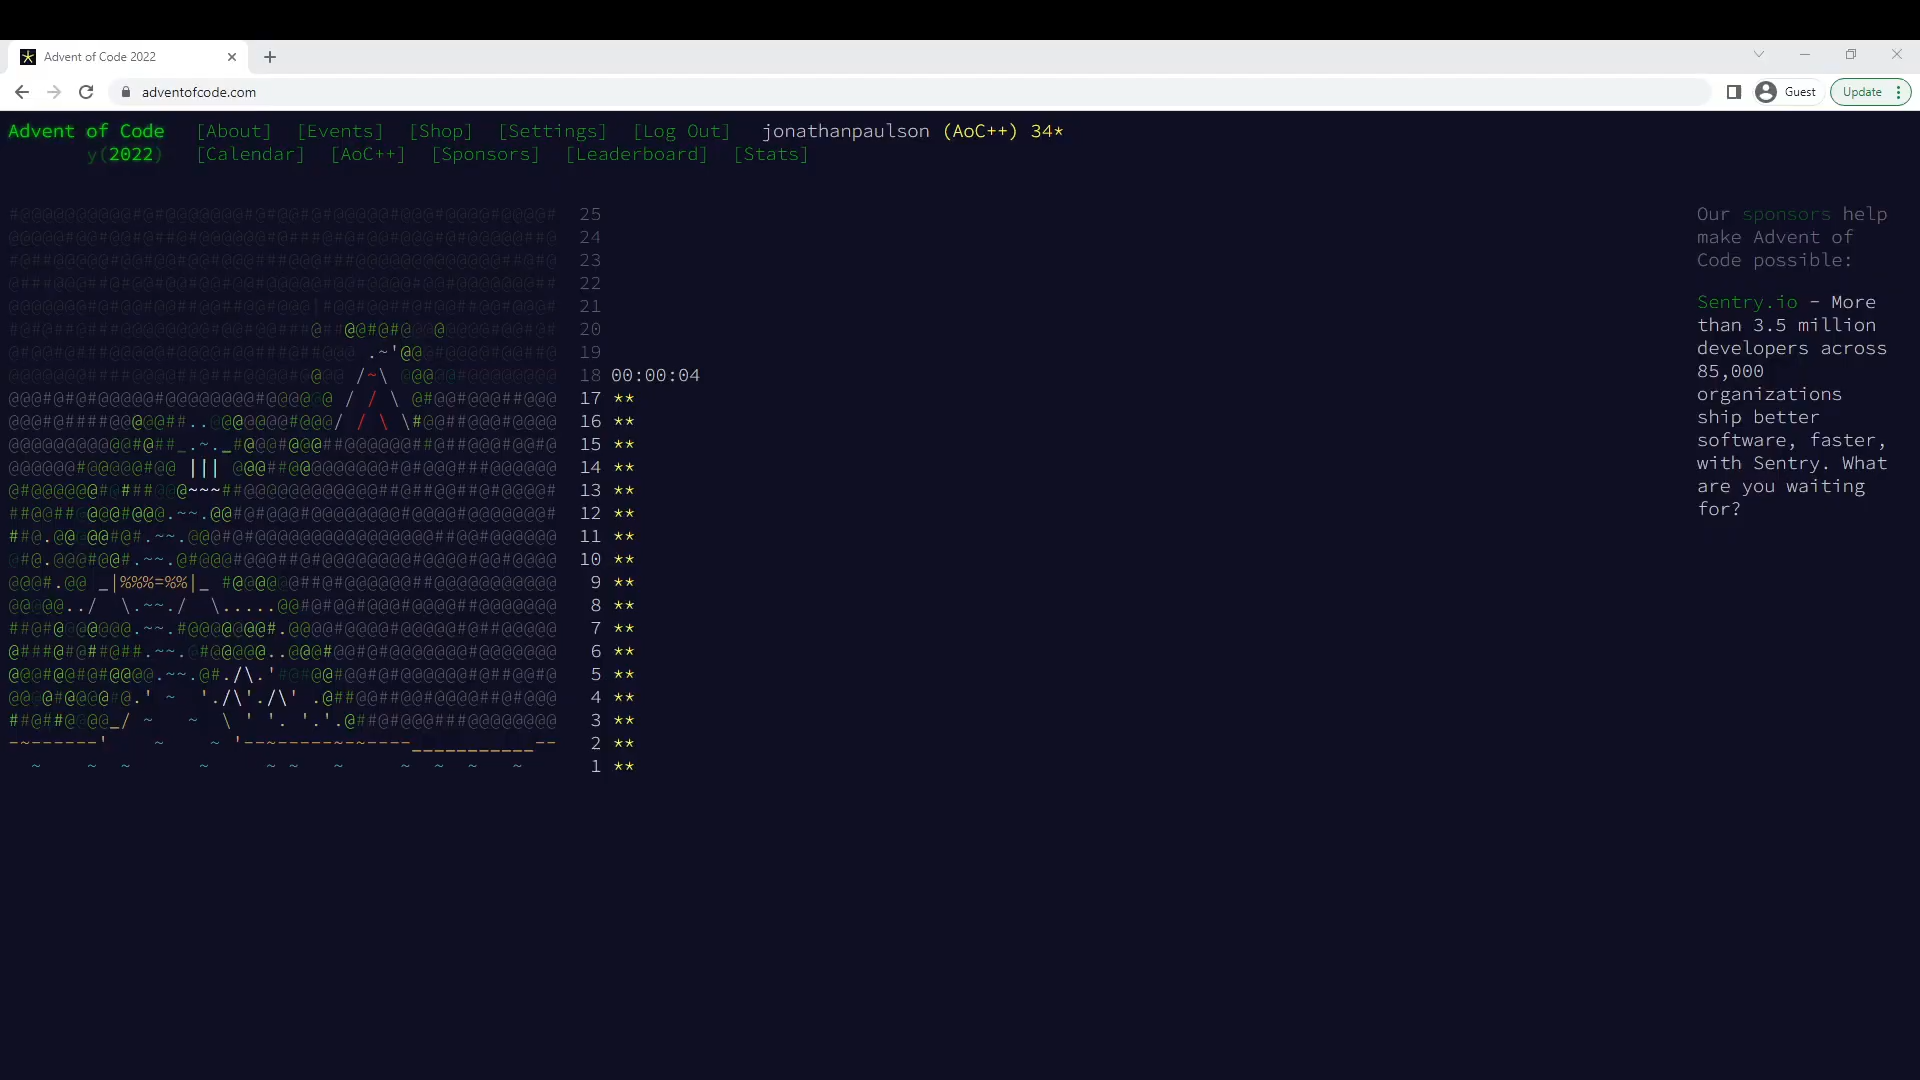 Advent of Code 2022
adventofcode.com
Guest
Update
Advent of Code [About] [Events] [Shop] [Settings] [Log Out] jonathanpaulson (AoC++) 34*
y(2022) [Calendar] [AoC++] [Sponsors] [Leaderboard] [Stats]
25
24
23
22
21
20
19
18 00:00:04
17 **
16 **
15 **
14 **
13 **
12 **
11 **
10 **
9 **
8 **
7 **
6 **
5 **
4 **
3 **
2 **
1 **
Our sponsors help
make Advent of
Code possible:
Sentry.io - More
than 3.5 million
developers across
85,000
organizations
ship better
software, faster,
with Sentry. What
are you waiting
for?